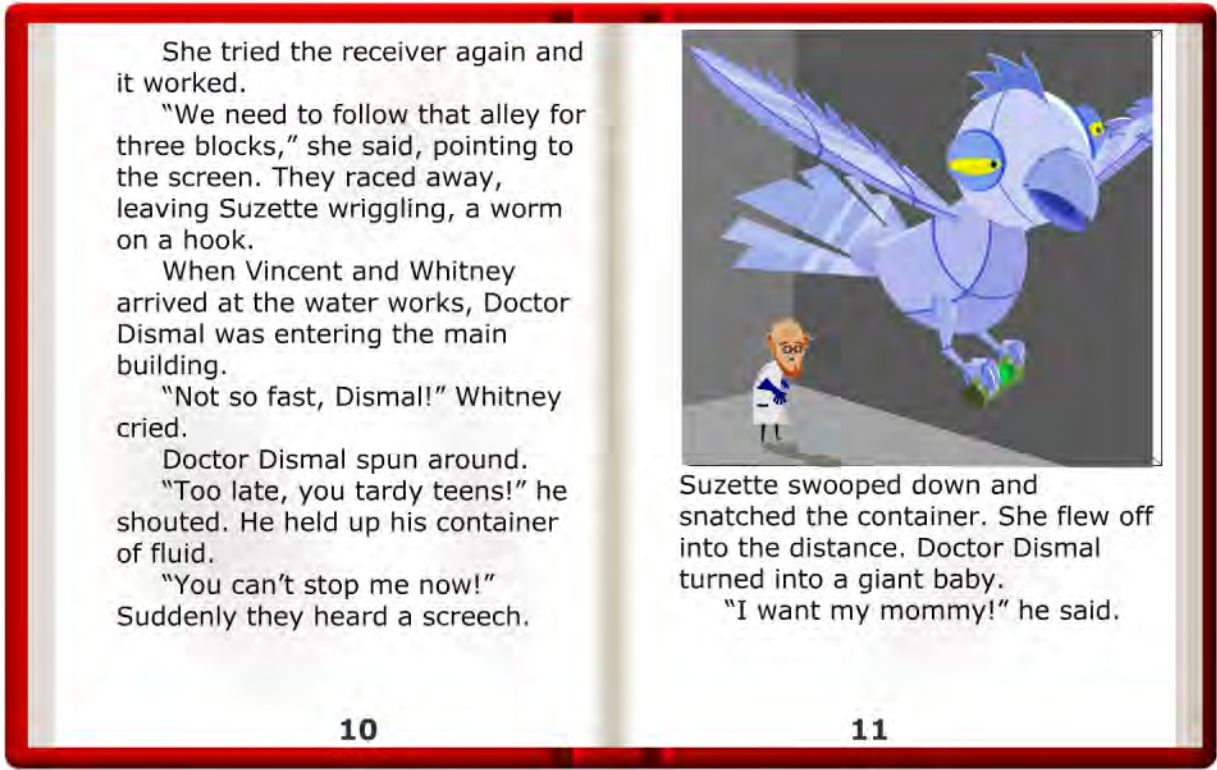 She tried the receiver again and
it worked.
“We need to follow that alley for
three blocks,” she said, pointing to
the screen. They raced away,
leaving Suzette wriggling, a worm
on a hook.
When Vincent and Whitney
arrived at the water works, Doctor
Dismal was entering the main
building.
“Not so fast, Dismal!” Whitney
cried.
Doctor Dismal spun around.
“Too late, you tardy teens!” he
shouted. He held up his container
of fluid.
“You can’t stop me now!”
Suddenly they heard a screech.
10
Suzette swooped down and
snatched the container. She flew off
into the distance. Doctor Dismal
turned into a giant baby.
“I want my mommy!” he said.
11